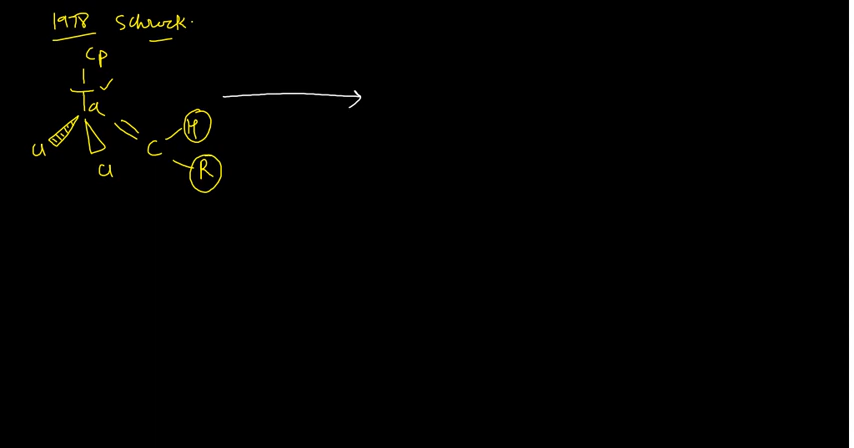 1978 Schrock.
Cp
Ta
Cl
Cl
C
H
R